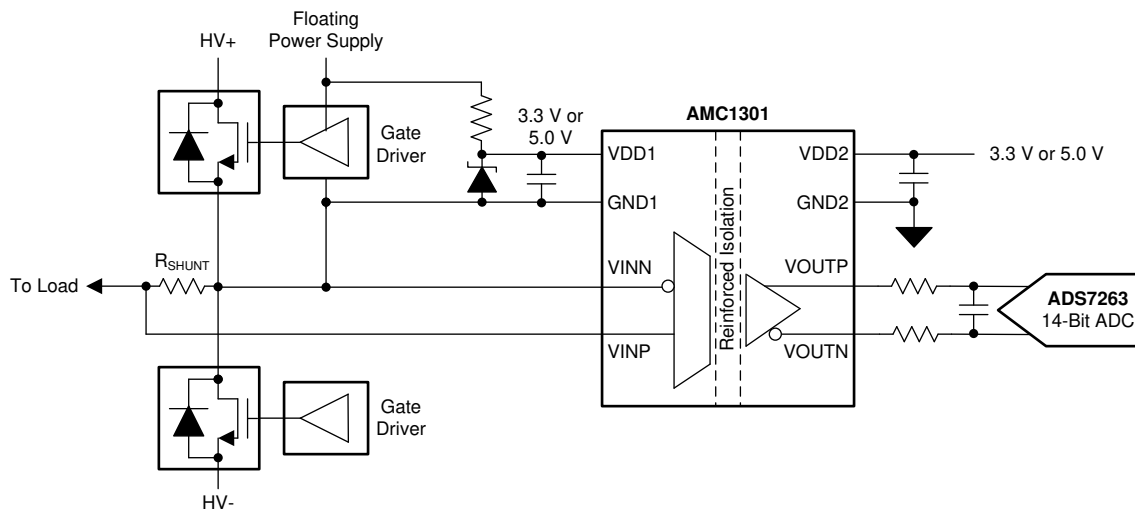 Floating
Power Supply
HV+
Gate
Driver
3.3 V or
5.0 V
AMC1301
VDD1
VDD2
3.3 V or 5.0 V
GND1
GND2
Reinforced Isolation
RSHUNT
To Load
VINN
VOUTP
ADS7263
14-Bit ADC
VINP
VOUTN
Gate
Driver
HV-